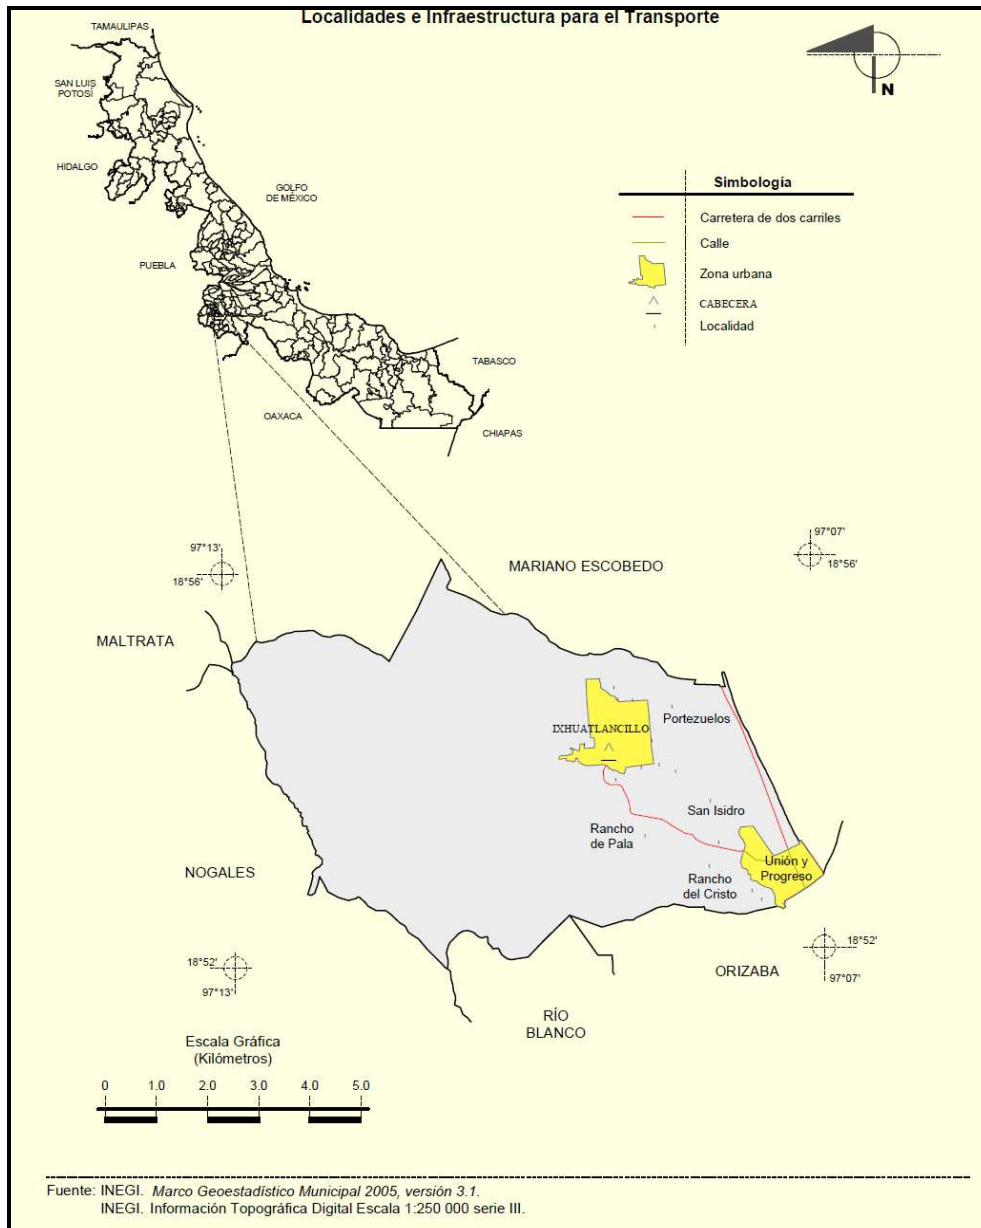 Localidades e Infraestructura para el Transporte
TAMAULIPAS
SAN LUIS
POTOSÍ
HIDALGO
GOLFO
DE MÉXICO
PUEBLA
TABASCO
OAXACA
CHIAPAS
N
Simbología
Carretera de dos carriles
Calle
Zona urbana
CABECERA
Localidad
97°13'
18°56'
97°07'
18°56'
MARIANO ESCOBEDO
MALTRATA
IXHUATLANCILLO
Portezuelos
San Isidro
Rancho
de Pala
Unión y
Progreso
Rancho
del Cristo
NOGALES
18°52'
97°13'
18°52'
97°07'
ORIZABA
RÍO
BLANCO
Escala Gráfica
(Kilómetros)
0 1.0 2.0 3.0 4.0 5.0
Fuente: INEGI. Marco Geoestadístico Municipal 2005, versión 3.1.
INEGI. Información Topográfica Digital Escala 1:250 000 serie III.